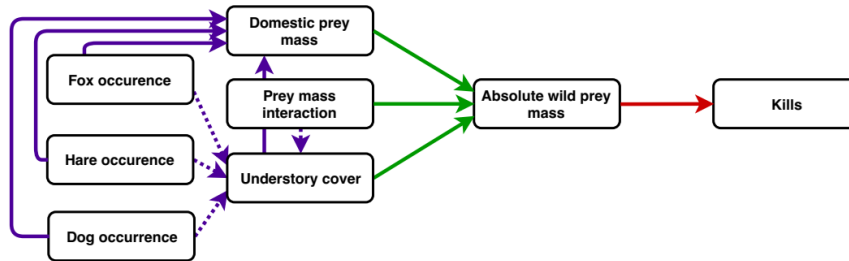 Domestic prey
mass
Fox occurence
Prey mass
interaction
Absolute wild prey
mass
Kills
Hare occurence
Understory cover
Dog occurrence